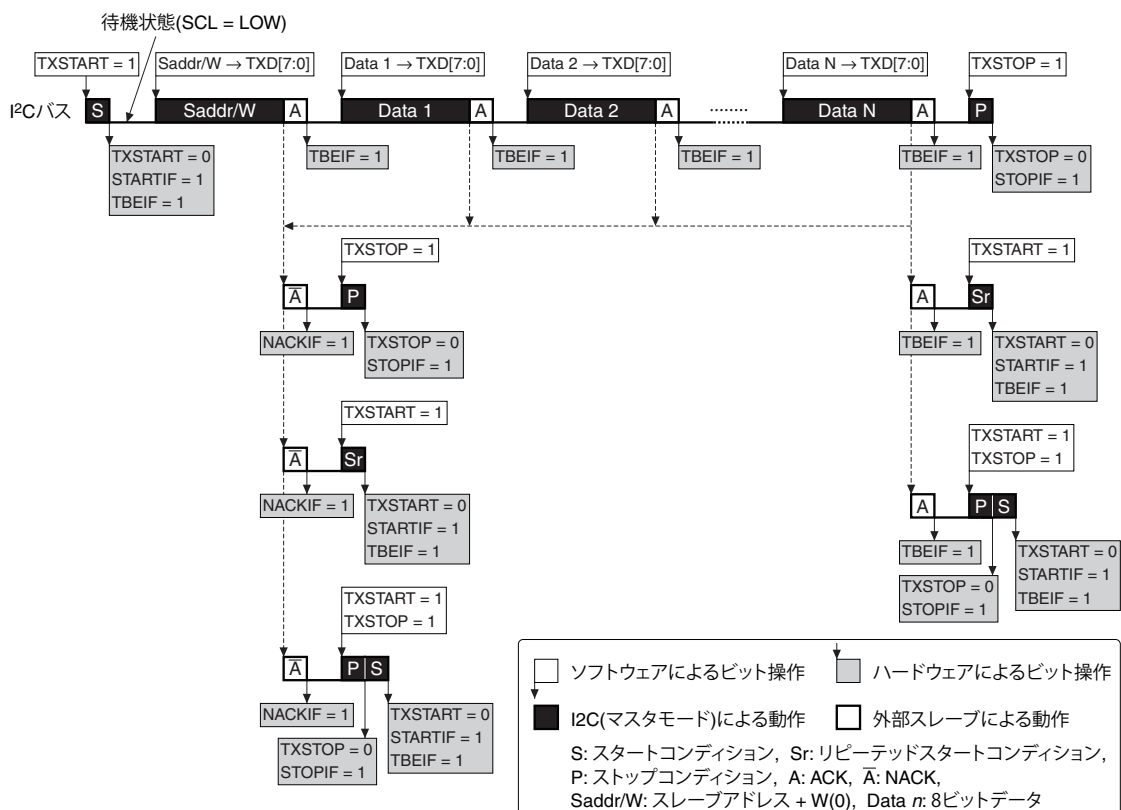 待機状態(SCL = LOW)
TXSTART = 1
Saddr/W → TXD[7:0]
Data 1 → TXD[7:0]
Data 2 → TXD[7:0]
Data N → TXD[7:0]
TXSTOP = 1
I²Cバス
S
Saddr/W
A
Data 1
A
Data 2
A
Data N
A
P
TXSTART = 0
STARTIF = 1
TBEIF = 1
TBEIF = 1
TBEIF = 1
TBEIF = 1
TBEIF = 1
TXSTOP = 0
STOPIF = 1
TXSTOP = 1
A̅
P
NACKIF = 1
TXSTOP = 0
STOPIF = 1
TXSTART = 1
A
Sr
TBEIF = 1
TXSTART = 0
STARTIF = 1
TBEIF = 1
TXSTART = 1
A̅
Sr
NACKIF = 1
TXSTART = 0
STARTIF = 1
TBEIF = 1
TXSTART = 1
TXSTOP = 1
A
P
S
TBEIF = 1
TXSTOP = 0
STOPIF = 1
TXSTART = 0
STARTIF = 1
TBEIF = 1
TXSTART = 1
TXSTOP = 1
A̅
P
S
NACKIF = 1
TXSTOP = 0
STOPIF = 1
TXSTART = 0
STARTIF = 1
TBEIF = 1
ソフトウェアによるビット操作
ハードウェアによるビット操作
I2C(マスタモード)による動作
外部スレーブによる動作
S: スタートコンディション, Sr: リピーテッドスタートコンディション,
P: ストップコンディション, A: ACK, A̅: NACK,
Saddr/W: スレーブアドレス + W(0), Data n: 8ビットデータ